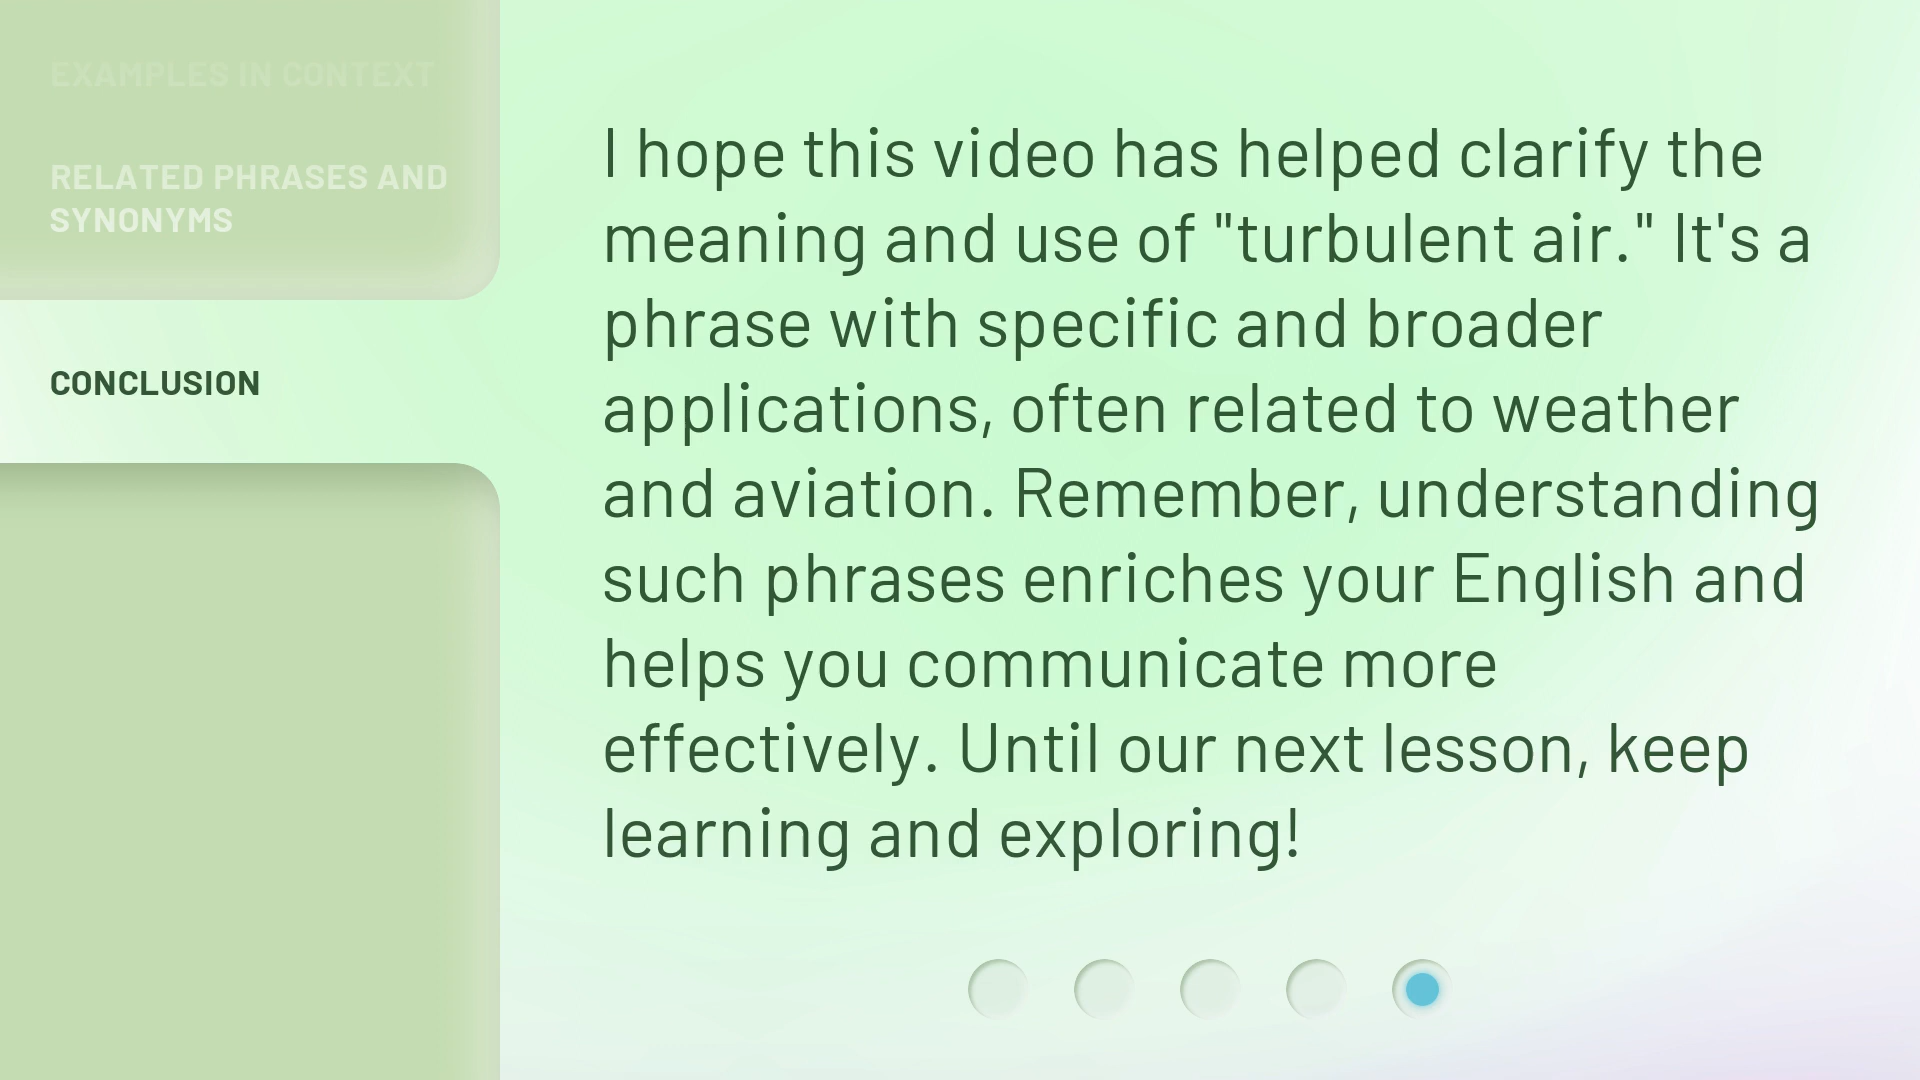 EXAMPLES IN CONTEXT
RELATED PHRASES AND
SYNONYMS
CONCLUSION
I hope this video has helped clarify the
meaning and use of "turbulent air." It's a
phrase with specific and broader
applications, often related to weather
and aviation. Remember, understanding
such phrases enriches your English and
helps you communicate more
effectively. Until our next lesson, keep
learning and exploring!